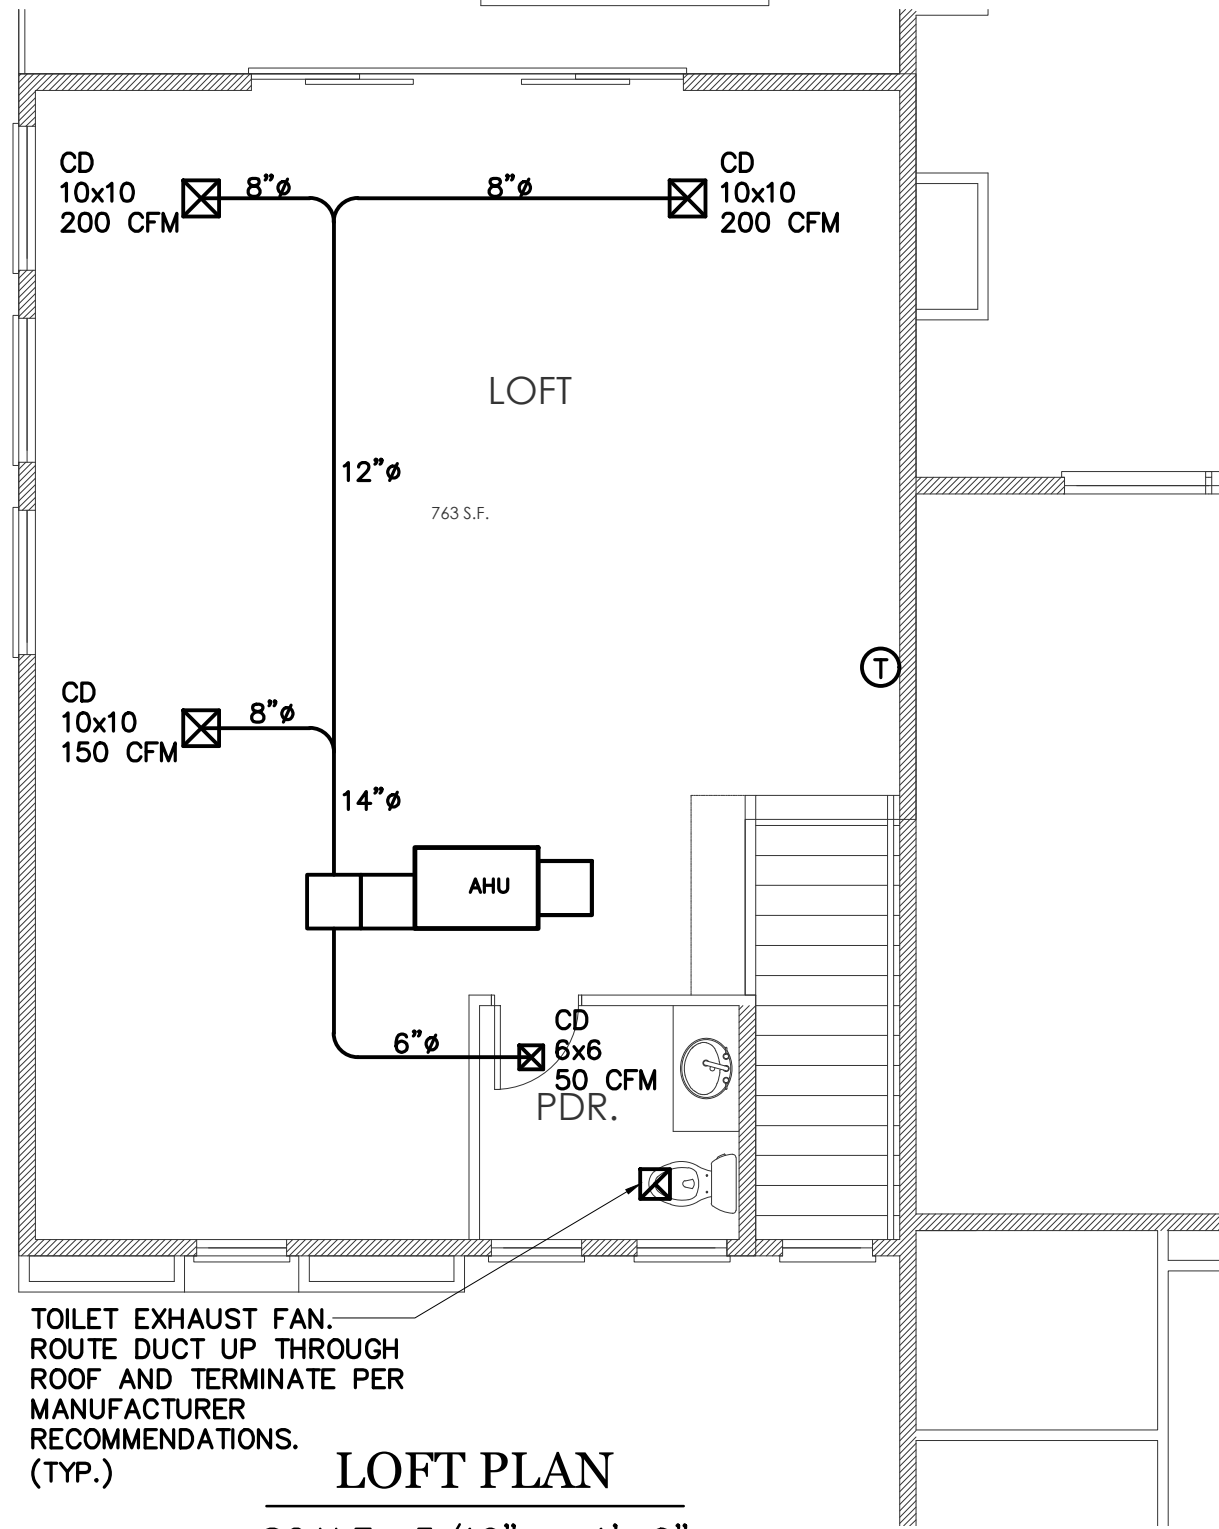 CD
10x10
200 CFM
8"ø
8"ø
CD
10x10
200 CFM
LOFT
12"ø
763 S.F.
T
CD
10x10
150 CFM
8"ø
14"ø
AHU
6"ø
CD
6x6
50 CFM
PDR.
TOILET EXHAUST FAN.
ROUTE DUCT UP THROUGH
ROOF AND TERMINATE PER
MANUFACTURER
RECOMMENDATIONS.
(TYP.)
LOFT PLAN